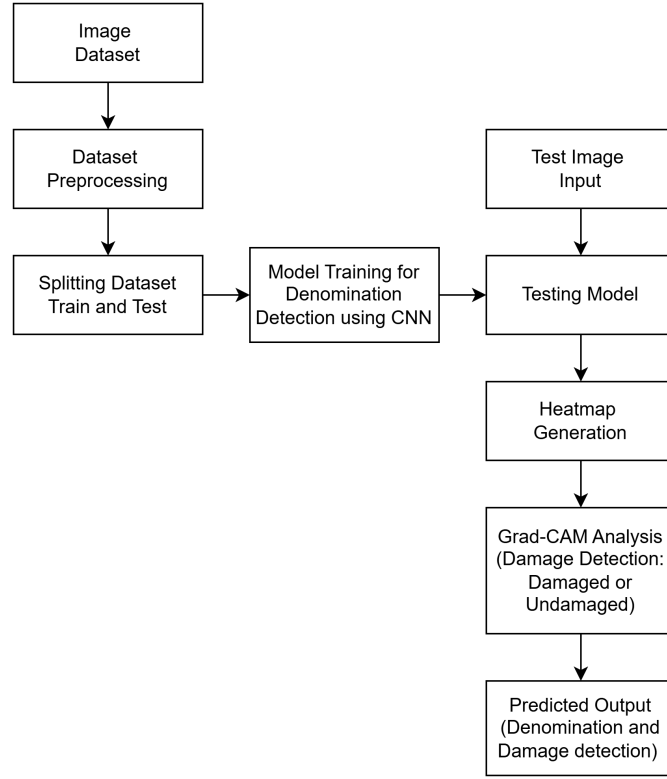 Image
Dataset
Dataset
Preprocessing
Splitting Dataset
Train and Test
Model Training for
Denomination
Detection using CNN
Test Image
Input
Testing Model
Heatmap
Generation
Grad-CAM Analysis
(Damage Detection:
Damaged or
Undamaged)
Predicted Output
(Denomination and
Damage detection)